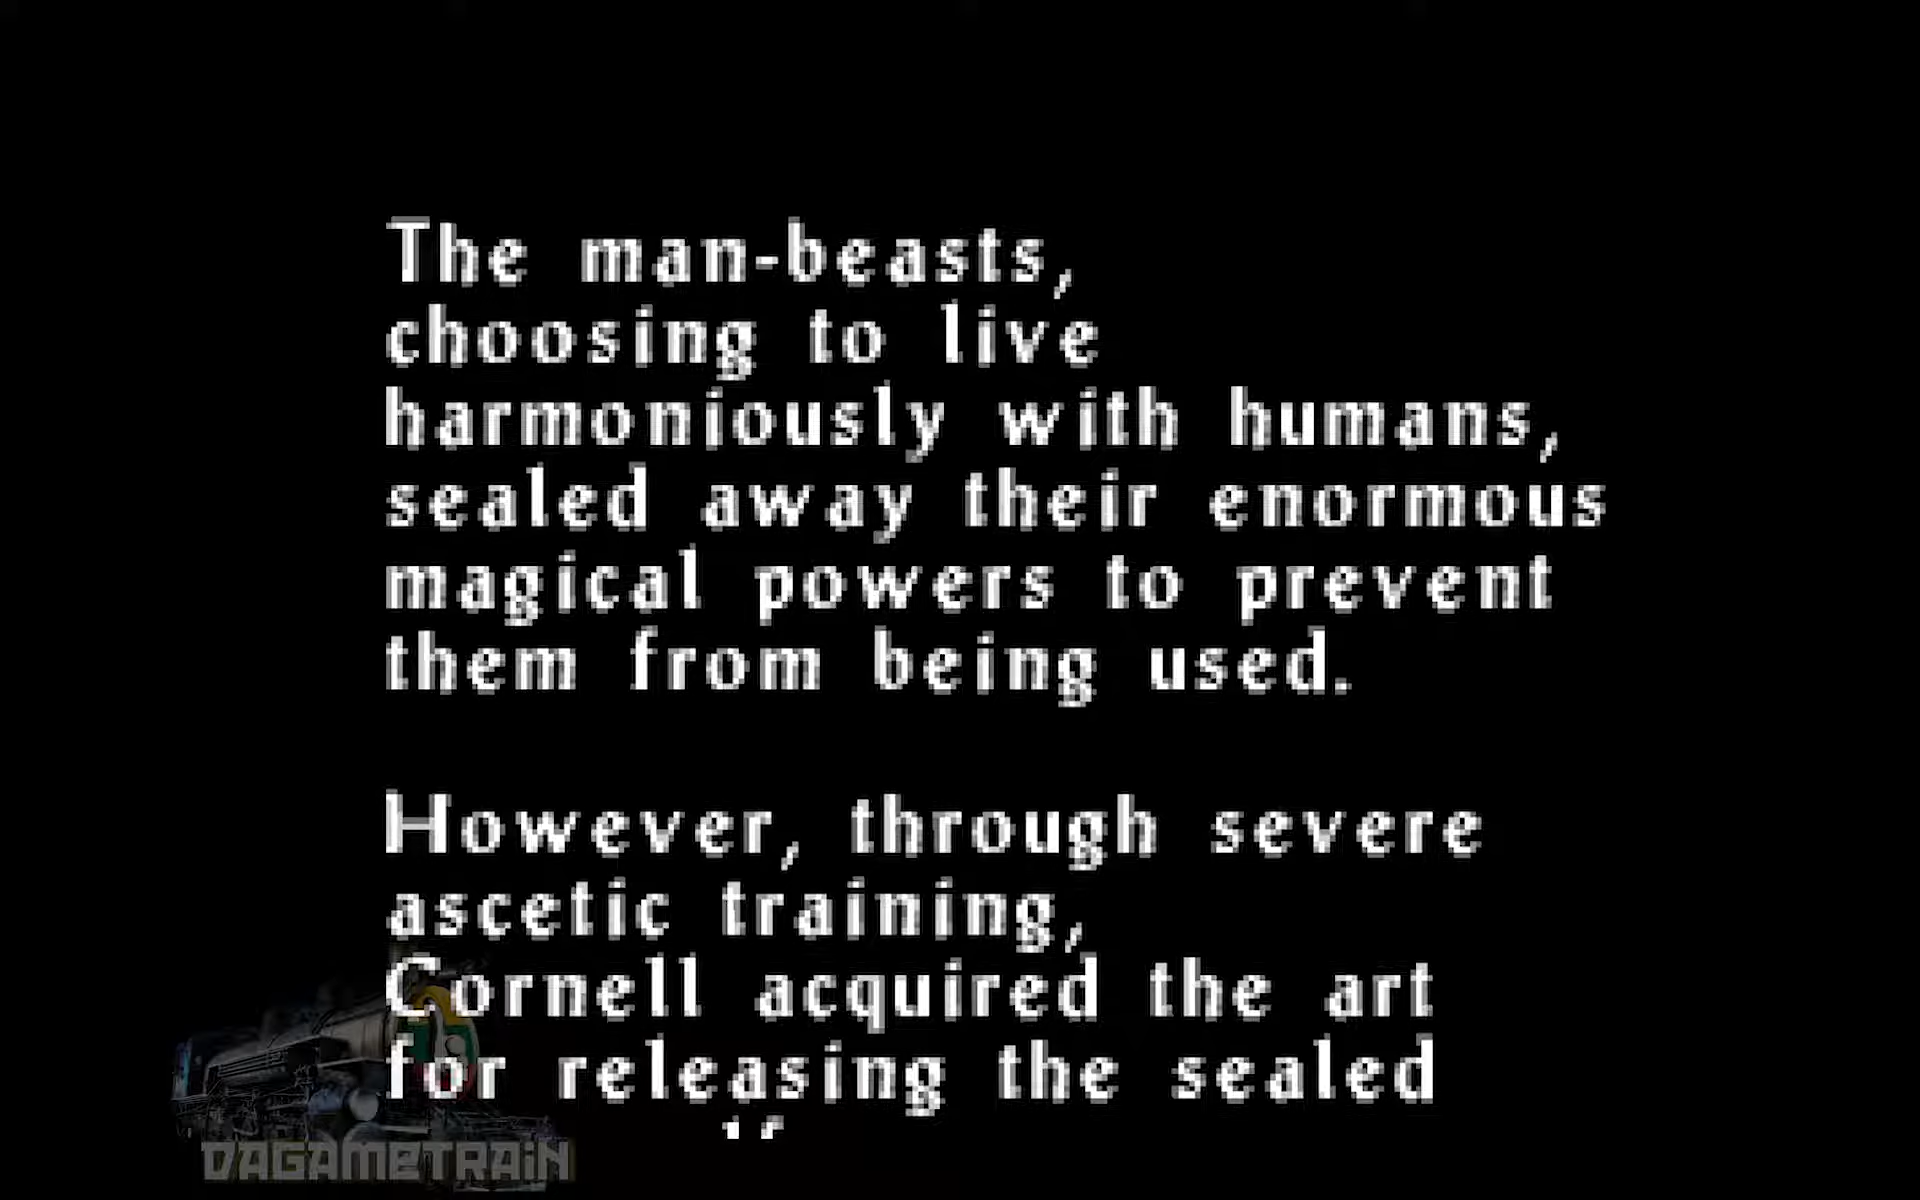 The man-beasts,
choosing to live
harmoniously with humans,
sealed away their enormous
magical powers to prevent
them from being used.
However, through severe
ascetic training,
Cornell acquired the art
for releasing the sealed
DAGAMETRAIN